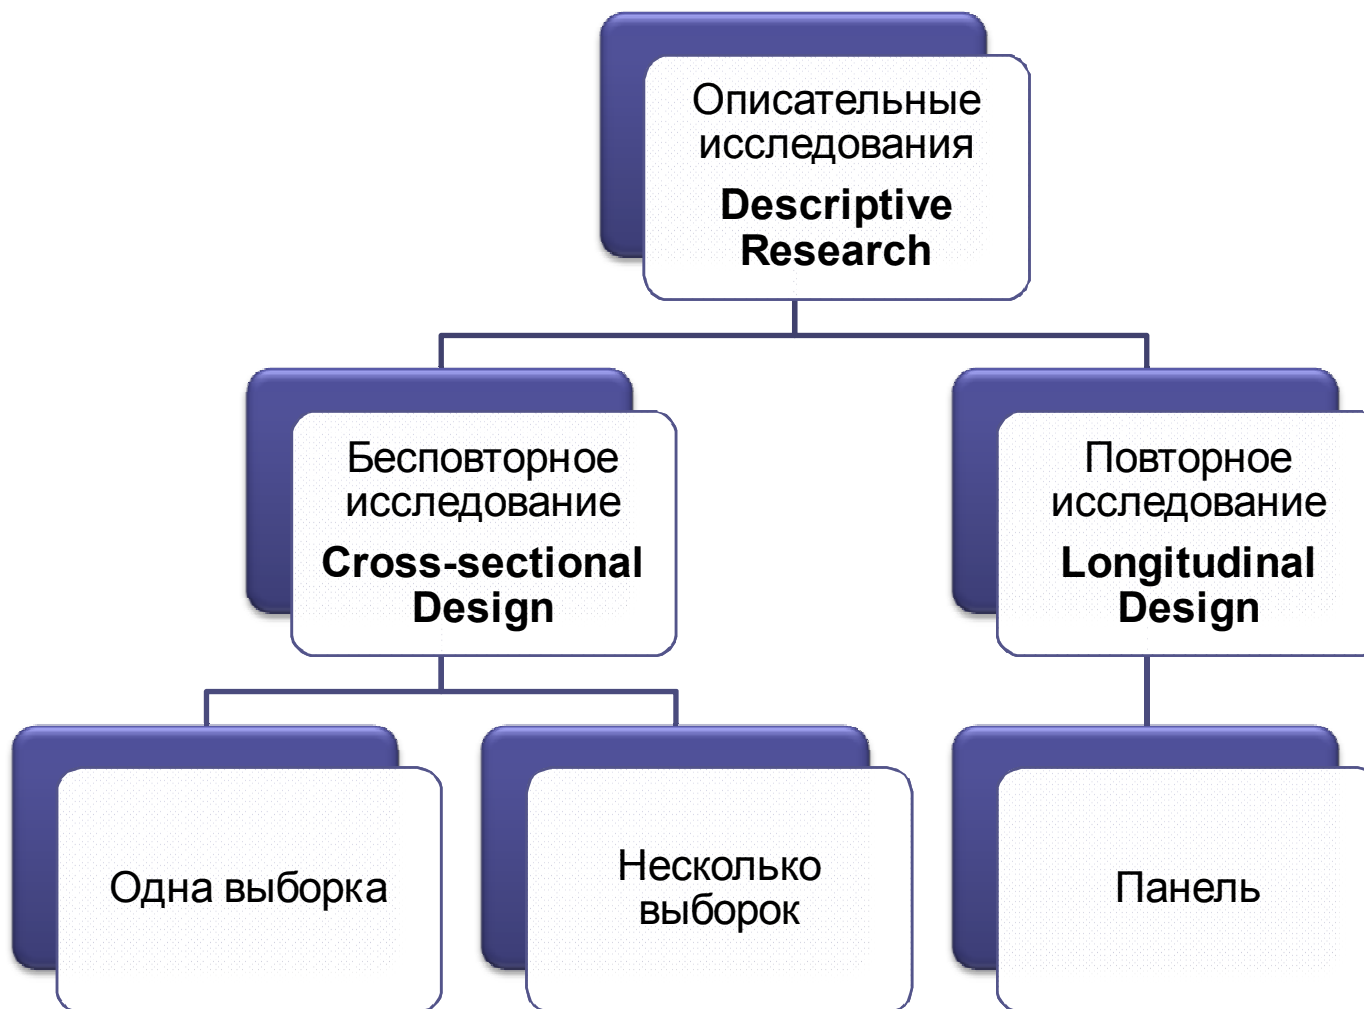 Описательные
исследования
Descriptive
Research
Бесповторное
исследование
Cross-sectional
Design
Повторное
исследование
Longitudinal
Design
Одна выборка
Несколько
выборок
Панель